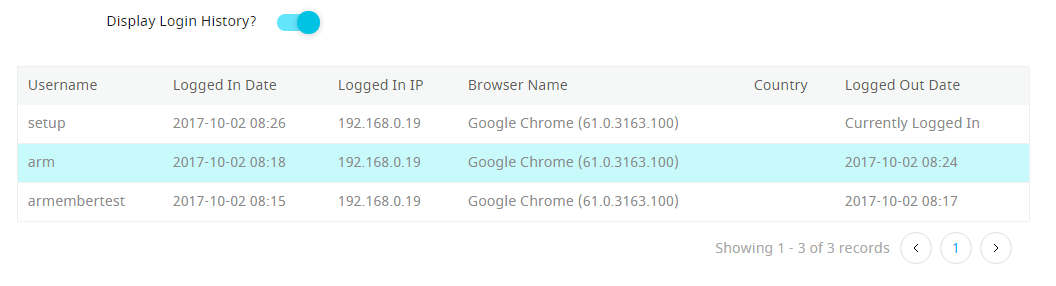 Display Login History?
Username Logged In Date Logged In IP Browser Name Country Logged Out Date
setup 2017-10-02 08:26 192.168.0.19 Google Chrome (61.0.3163.100) Currently Logged In
arm 2017-10-02 08:18 192.168.0.19 Google Chrome (61.0.3163.100) 2017-10-02 08:24
armembertest 2017-10-02 08:15 192.168.0.19 Google Chrome (61.0.3163.100) 2017-10-02 08:17
Showing 1 - 3 of 3 records < 1 >